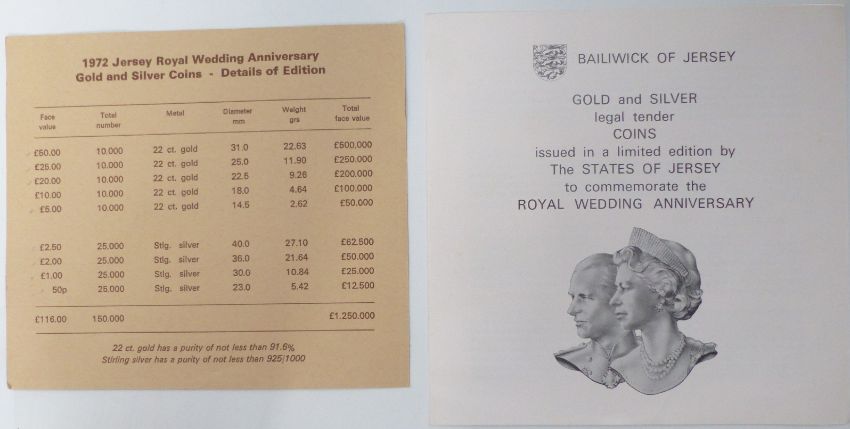 1972 Jersey Royal Wedding Anniversary
Gold and Silver Coins - Details of Edition
Face value Total number Metal Diameter mm Weight grs Total face value
£50.00 10,000 22 ct. gold 31.0 22.63 £500,000
£25.00 10,000 22 ct. gold 25.0 11.90 £250.000
£20.00 10,000 22 ct. gold 22.5 9.26 £200,000
£10.00 10,000 22 ct. gold 18.0 4.64 £100.000
£5.00 10,000 22 ct. gold 14.5 2.62 £50,000
£2.50 25,000 Stlg. silver 40.0 27.10 £62.500
£2.00 25,000 Stlg. silver 36.0 21.64 £50.000
£1.00 25,000 Stlg. silver 30.0 10.84 £25.000
50p 25,000 Stlg. silver 23.0 5.42 £12,500
£116.00 150.000 £1.250.000
22 ct. gold has a purity of not less than 91.6%
Stirling silver has a purity of not less than 925/1000
BAILIWICK OF JERSEY
GOLD and SILVER
legal tender
COINS
issued in a limited edition by
The STATES OF JERSEY
to commemorate the
ROYAL WEDDING ANNIVERSARY